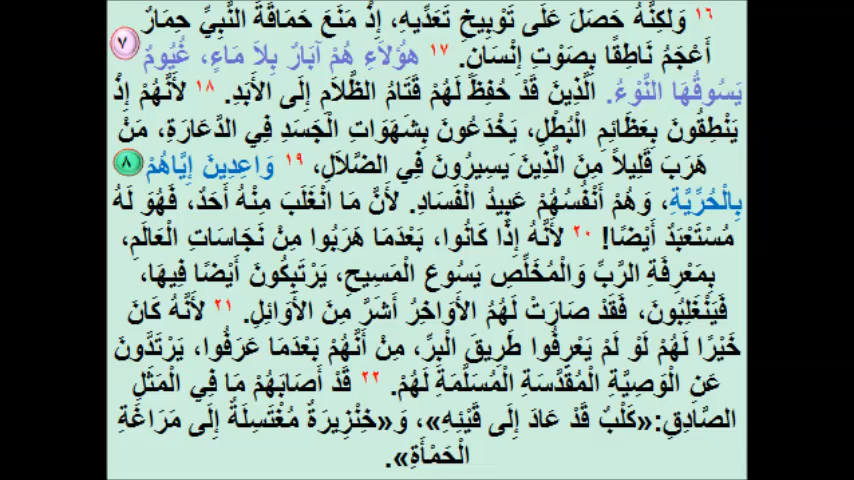 ١٦ وَلكِنَّهُ حَصَلَ عَلَى تَوْبِيخِ تَعَدِّيهِ، إِذْ مَنَعَ حَمَاقَةَ النَّبِيِّ حِمَارٌ
أَعْجَمُ نَاطِقًا بِصَوْتِ إِنْسَانٍ. ١٧ هؤُلاَءِ هُمْ آبَارٌ بِلاَ مَاءٍ، غُيُومٌ ٧
يَسُوقُهَا النَّوْءُ. الَّذِينَ قَدْ حُفِظَ لَهُمْ قَتَامُ الظَّلاَمِ إِلَى الأَبَدِ. ١٨ لأَنَّهُمْ إِذْ
يَنْطِقُونَ بِعَظَائِمِ الْبُطْلِ، يَخْدَعُونَ بِشَهَوَاتِ الْجَسَدِ فِي الدَّعَارَةِ، مَنْ
هَرَبَ قَلِيلاً مِنَ الَّذِينَ يَسِيرُونَ فِي الضَّلاَلِ، ١٩ وَاعِدِينَ إِيَّاهُمْ ٨
بِالْحُرِّيَّةِ، وَهُمْ أَنْفُسُهُمْ عَبِيدُ الْفَسَادِ. لأَنَّ مَا انْغَلَبَ مِنْهُ أَحَدٌ، فَهُوَ لَهُ
مُسْتَعْبَدٌ أَيْضًا! ٢٠ لأَنَّهُ إِذَا كَانُوا، بَعْدَمَا هَرَبُوا مِنْ نَجَاسَاتِ الْعَالَمِ،
بِمَعْرِفَةِ الرَّبِّ وَالْمُخَلِّصِ يَسُوعَ الْمَسِيحِ، يَرْتَبِكُونَ أَيْضًا فِيهَا،
فَيَنْغَلِبُونَ، فَقَدْ صَارَتْ لَهُمُ الأَوَاخِرُ أَشَرَّ مِنَ الأَوَائِلِ. ٢١ لأَنَّهُ كَانَ
خَيْرًا لَهُمْ لَوْ لَمْ يَعْرِفُوا طَرِيقَ الْبِرِّ، مِنْ أَنَّهُمْ بَعْدَمَا عَرَفُوا، يَرْتَدُّونَ
عَنِ الْوَصِيَّةِ الْمُقَدَّسَةِ الْمُسَلَّمَةِ لَهُمْ. ٢٢ قَدْ أَصَابَهُمْ مَا فِي الْمَثَلِ
الصَّادِقِ:«كَلْبٌ قَدْ عَادَ إِلَى قَيْئِهِ»، وَ«خِنْزِيرَةٌ مُغْتَسِلَةٌ إِلَى مَرَاغَةِ
الْحَمْأَةِ».